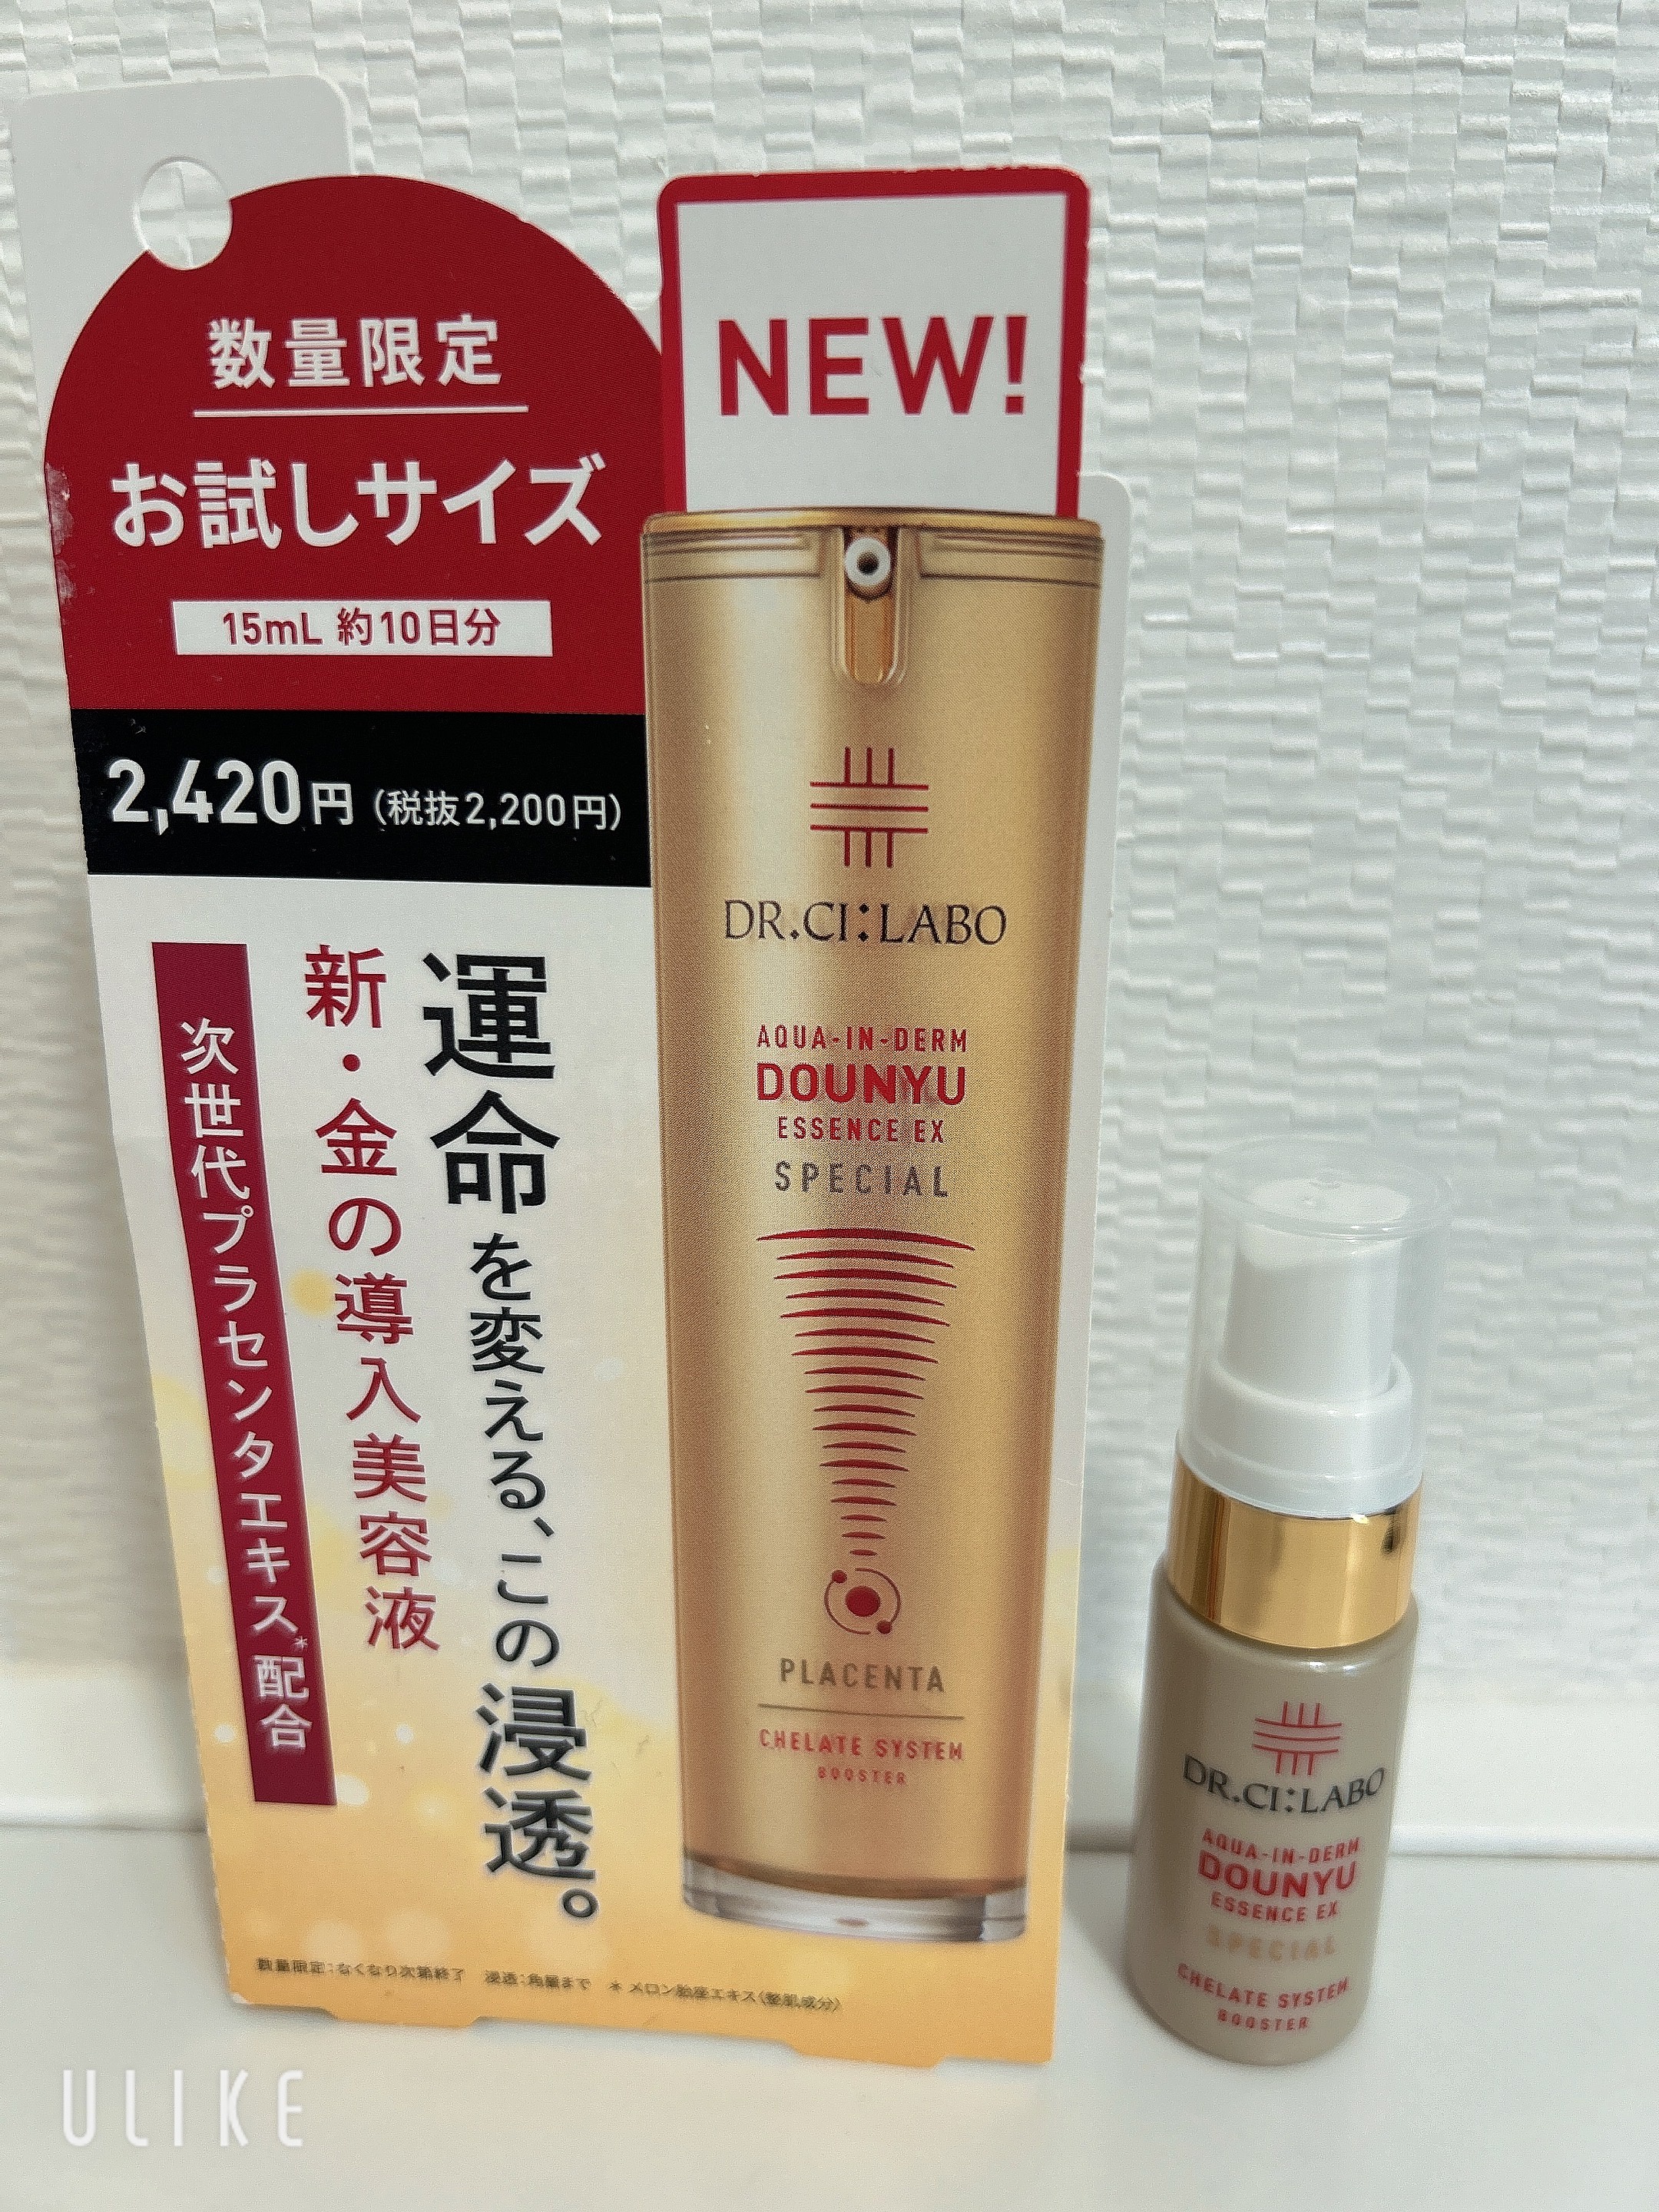 数量限定
お試しサイズ
15mL 約10日分
2,420円 (税抜2,200円)
運命を変える、この浸透。
新・金の導入美容液
次世代プラセンタエキス*配合
数量限定：なくなり次第終了 浸透：角層まで * メロン胎座エキス(整肌成分)
NEW!
DR.CI:LABO
AQUA-IN-DERM
DOUNYU
ESSENCE EX
SPECIAL
PLACENTA
CHELATE SYSTEM
BOOSTER
DR.CI:LABO
AQUA-IN-DERM
DOUNYU
ESSENCE EX
SPECIAL
CHELATE SYSTEM
BOOSTER
ULIKE